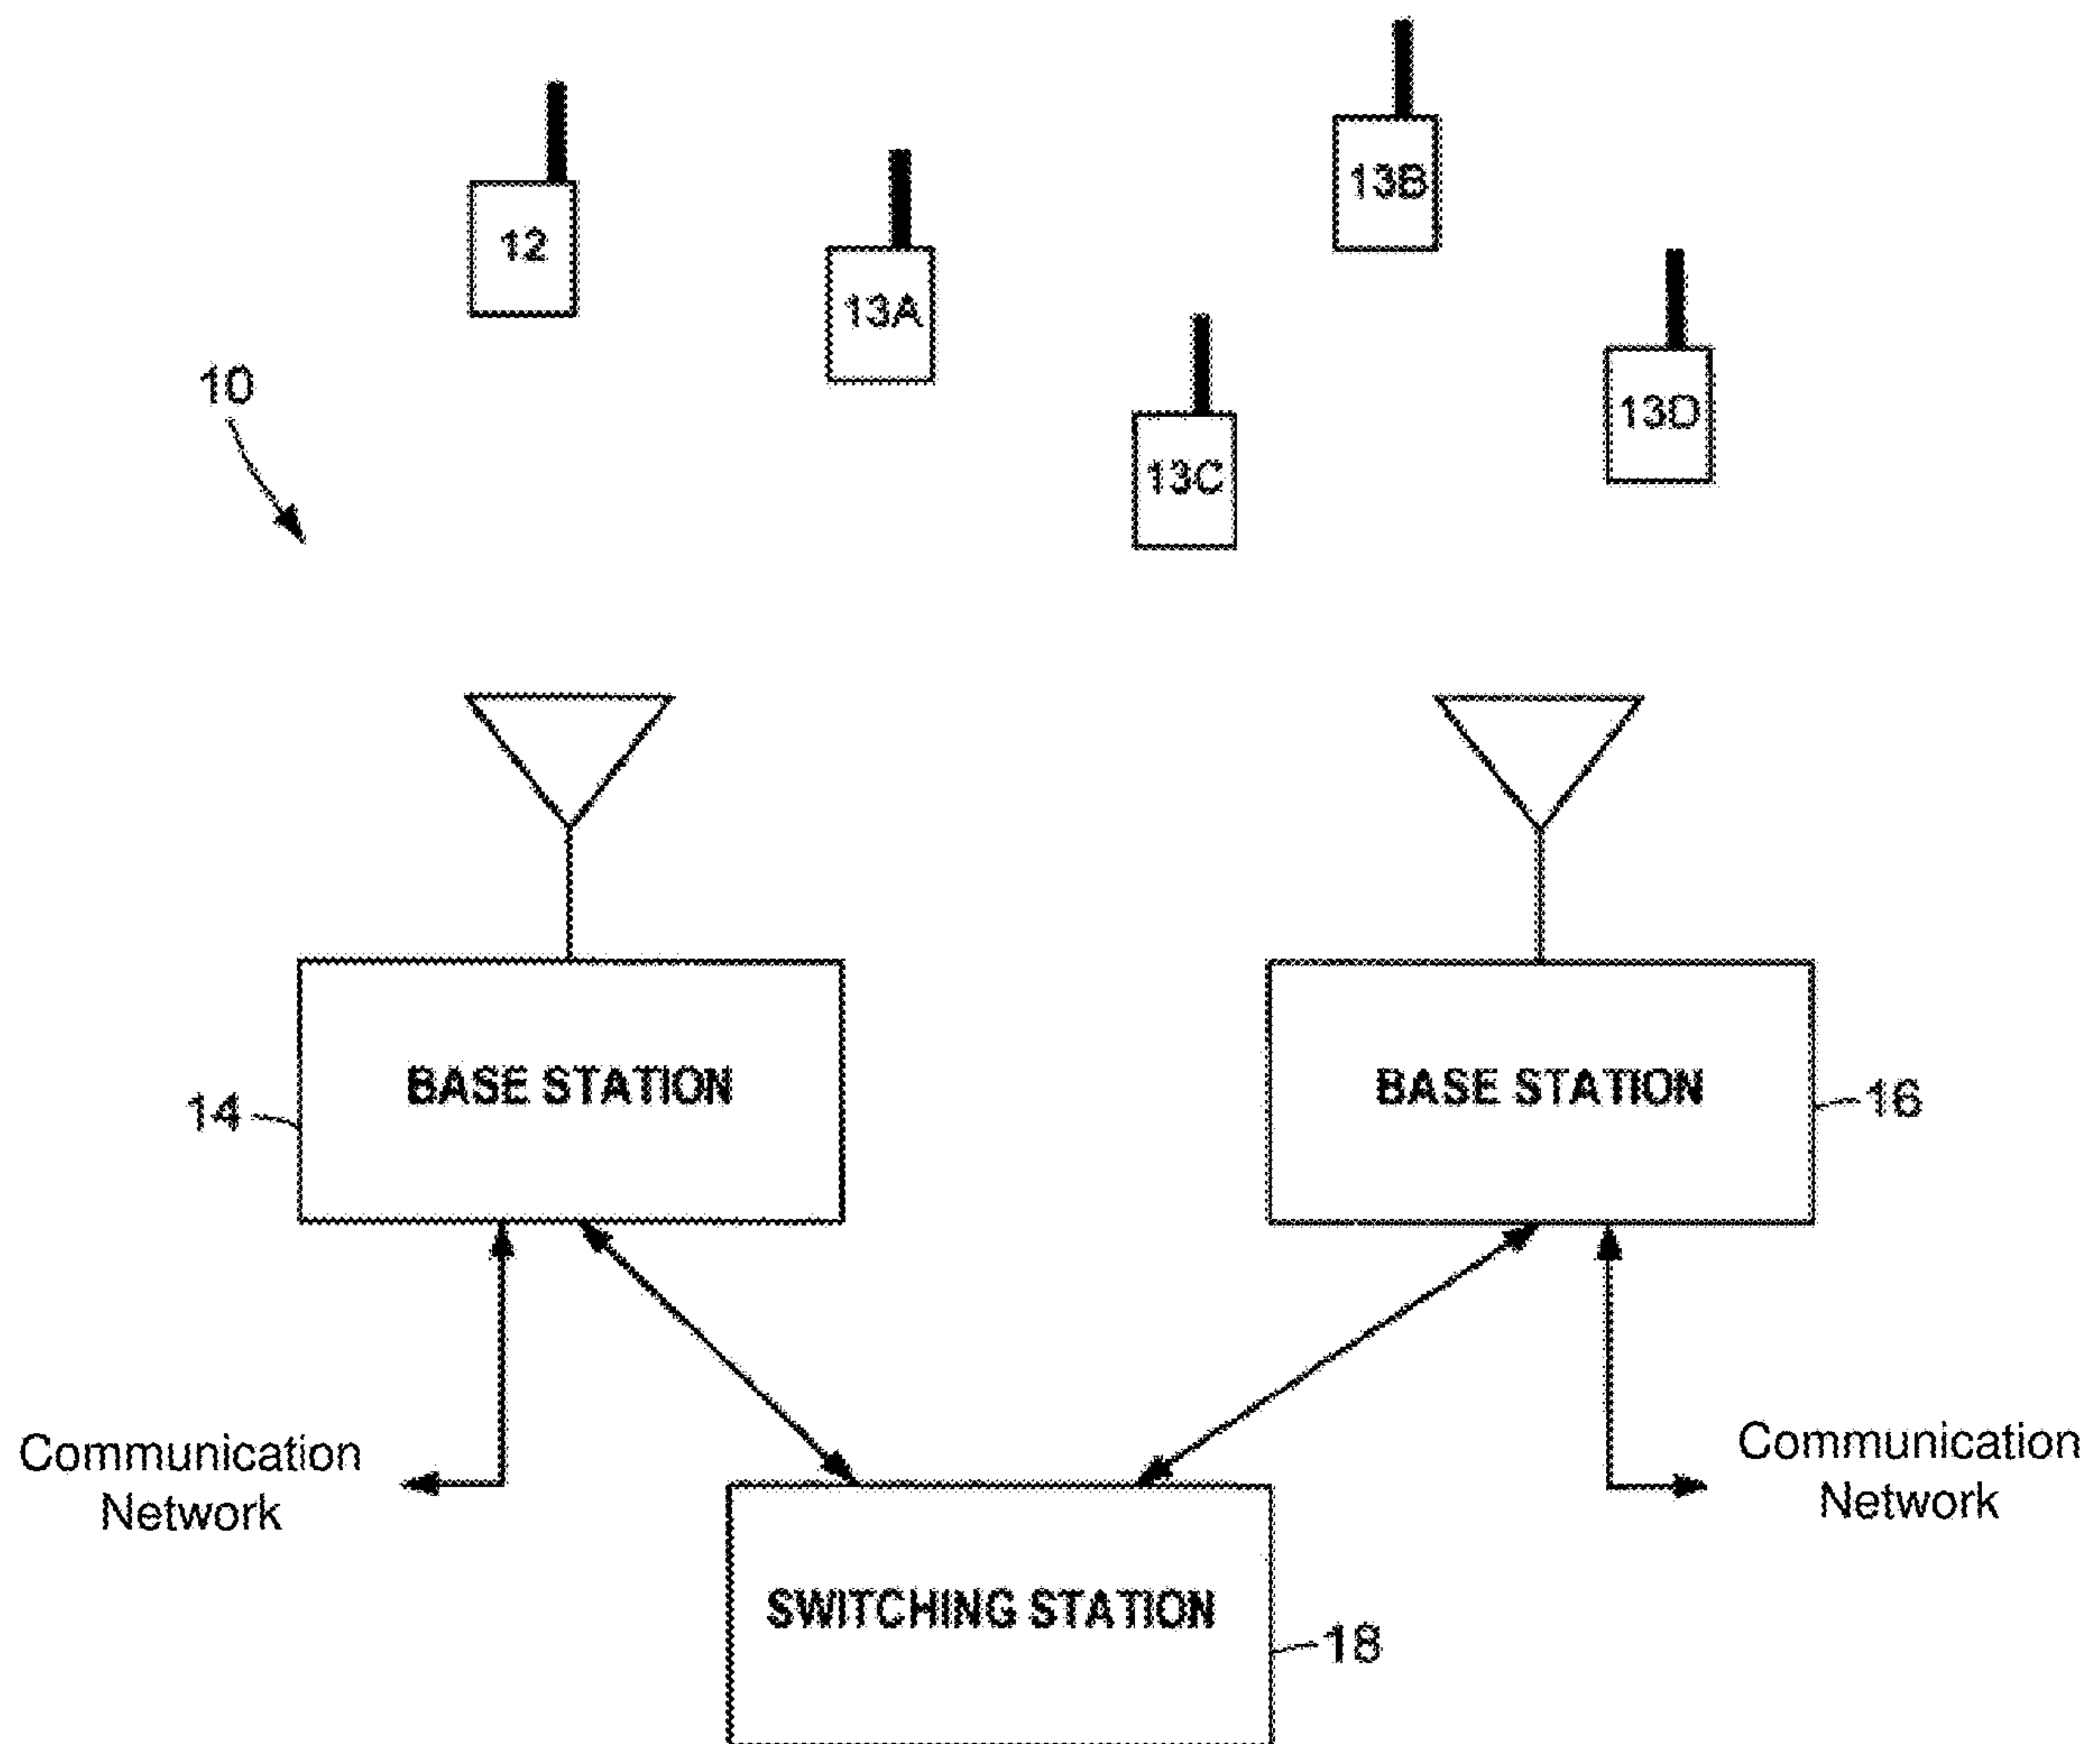 13B
12
13A
13D
10
13C
BASE STATION
BASE STATION
14
16
Communication
Network
Communication
Network
SWITCHING STATION
18